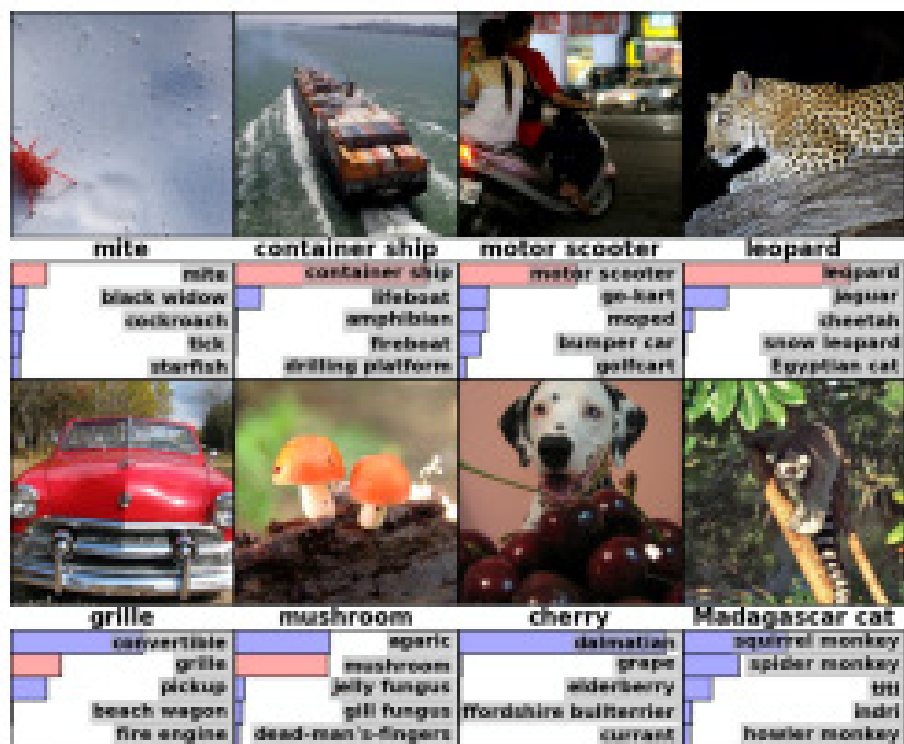 mite
container ship
motor scooter
leopard
mite
black widow
cockroach
tick
starfish
container ship
lifeboat
amphibian
fireboat
drilling platform
motor scooter
go-kart
moped
bumper car
golfcart
leopard
jaguar
cheetah
snow leopard
Egyptian cat
grille
mushroom
cherry
Madagascar cat
convertible
grille
pickup
beach wagon
fire engine
agaric
mushroom
jelly fungus
gill fungus
dead-man's-fingers
dalmatian
grape
elderberry
ffordshire bullterrier
currant
squirrel monkey
spider monkey
titi
indri
howler monkey